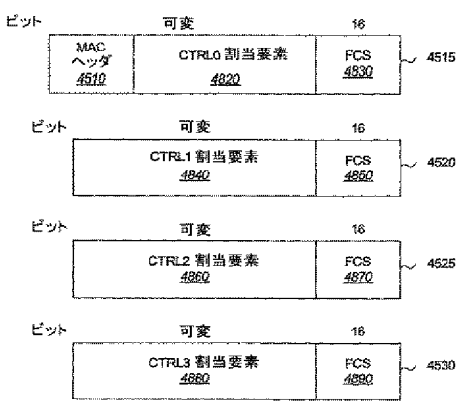 ビット 可変 16
MAC ヘッダ 4510 CTRL0 割当要素 4820 FCS 4830 4515
ビット 可変 16
CTRL1 割当要素 4840 FCS 4850 4520
ビット 可変 16
CTRL2 割当要素 4860 FCS 4870 4525
ビット 可変 16
CTRL3 割当要素 4880 FCS 4890 4530